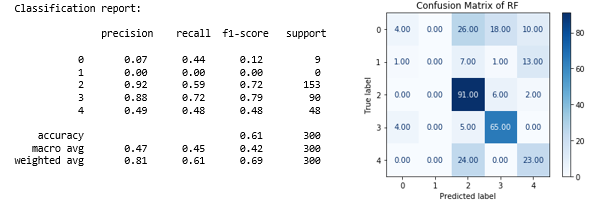 Classification report:
precision recall f1-score support
0 0.07 0.44 0.12 9
1 0.00 0.00 0.00 0
2 0.92 0.59 0.72 153
3 0.88 0.72 0.79 90
4 0.49 0.48 0.48 48
accuracy 0.61 300
macro avg 0.47 0.45 0.42 300
weighted avg 0.81 0.61 0.69 300
Confusion Matrix of RF
0 4.00 0.00 26.00 18.00 10.00
1 1.00 0.00 7.00 1.00 13.00
2 0.00 0.00 91.00 6.00 2.00
3 4.00 0.00 5.00 65.00 0.00
4 0.00 0.00 24.00 0.00 23.00
0 1 2 3 4
True label
Predicted label
80
60
40
20
0